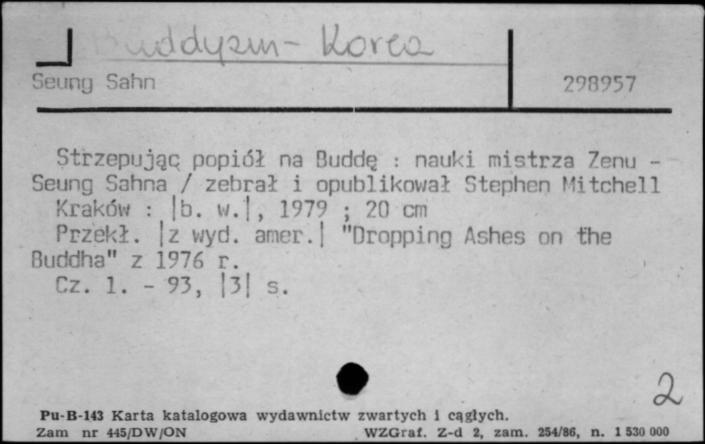 Buddyzm - Korea
Seung Sahn 298957
Strzepując popiół na Buddę : nauki mistrza Zenu -
Seung Sahna / zebrał i opublikował Stephen Mitchell
Kraków : |b. w.|, 1979 ; 20 cm
Przekł. |z wyd. amer.| "Dropping Ashes on the
Buddha" z 1976 r.
Cz. 1. - 93, |3| s.
2
Pu-B-143 Karta katalogowa wydawnictw zwartych i cągłych.
Zam nr 445/DW/ON WZGraf. Z-d 2, zam. 254/86, n. 1 530 000